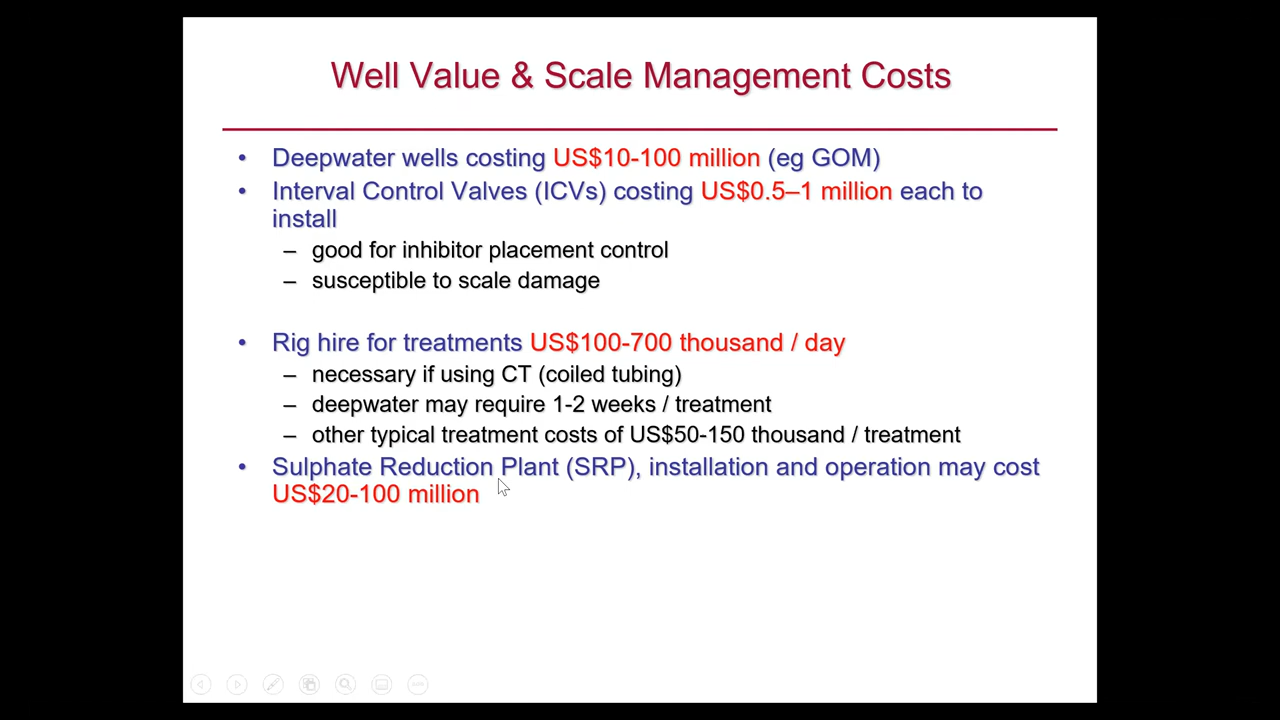 Well Value & Scale Management Costs
• Deepwater wells costing US$10-100 million (eg GOM)
• Interval Control Valves (ICVs) costing US$0.5–1 million each to
install
– good for inhibitor placement control
– susceptible to scale damage
• Rig hire for treatments US$100-700 thousand / day
– necessary if using CT (coiled tubing)
– deepwater may require 1-2 weeks / treatment
– other typical treatment costs of US$50-150 thousand / treatment
• Sulphate Reduction Plant (SRP), installation and operation may cost
US$20-100 million